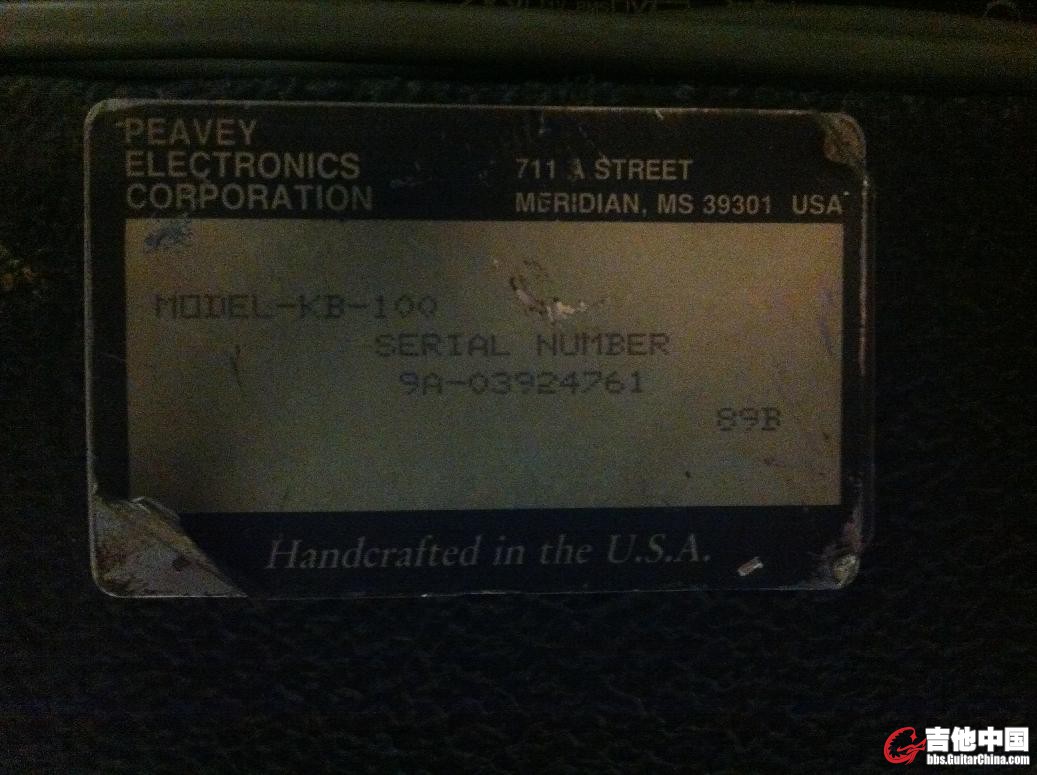 PEAVEY
ELECTRONICS
CORPORATION
711 A STREET
MERIDIAN, MS 39301 USA
MODEL-KB-100
SERIAL NUMBER
9A-03924761
89B
Handcrafted in the U.S.A.
吉他中国
bbs.GuitarChina.com